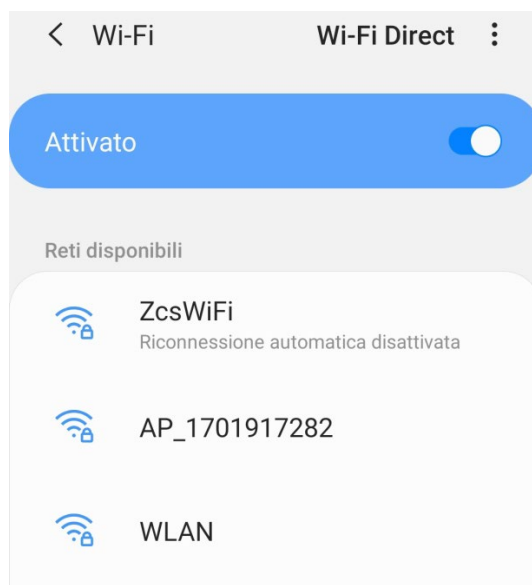 Wi-Fi Wi-Fi Direct
Attivato
Reti disponibili
ZcsWiFi
Riconnessione automatica disattivata
AP_1701917282
WLAN